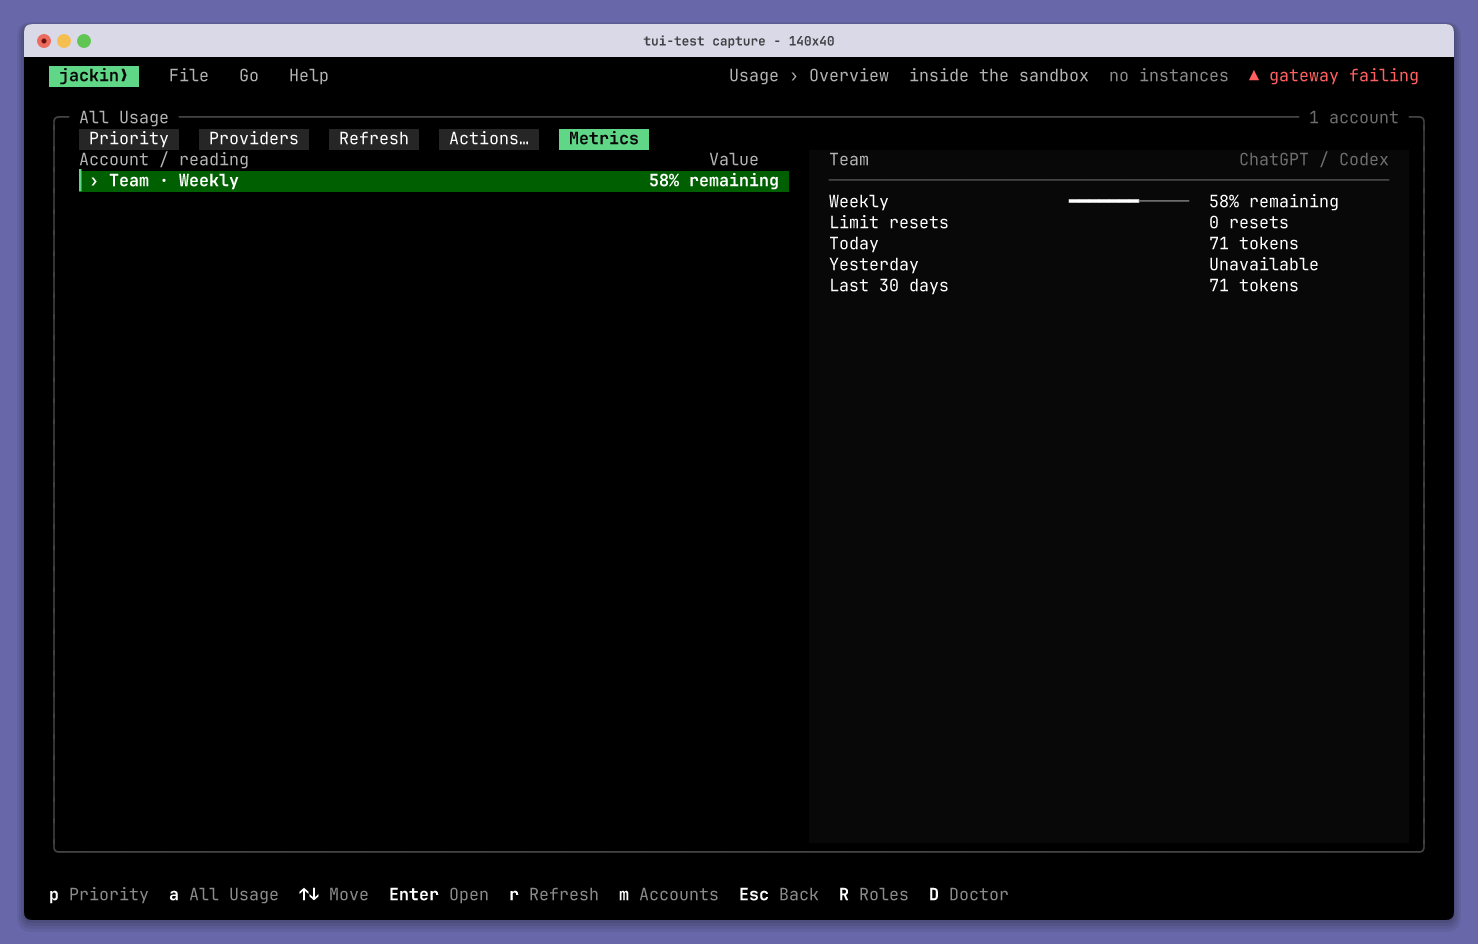 tui-test capture - 140x40
jackin❯ File Go Help Usage › Overview inside the sandbox no instances ▲ gateway failing
All Usage 1 account
Priority Providers Refresh Actions… Metrics
Account / reading Value Team ChatGPT / Codex
› Team · Weekly 58% remaining
Weekly 58% remaining
Limit resets 0 resets
Today 71 tokens
Yesterday Unavailable
Last 30 days 71 tokens
p Priority a All Usage ↑↓ Move Enter Open r Refresh m Accounts Esc Back R Roles D Doctor